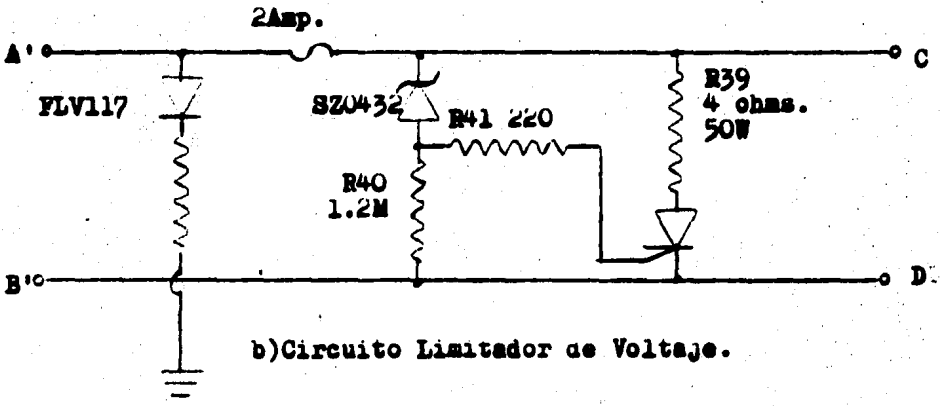 2Amp.
A'
C
FLV117
SZ0432
R41 220
R39
4 ohms.
50W
R40
1.2M
B'
D
b)Circuito Limitador de Voltaje.